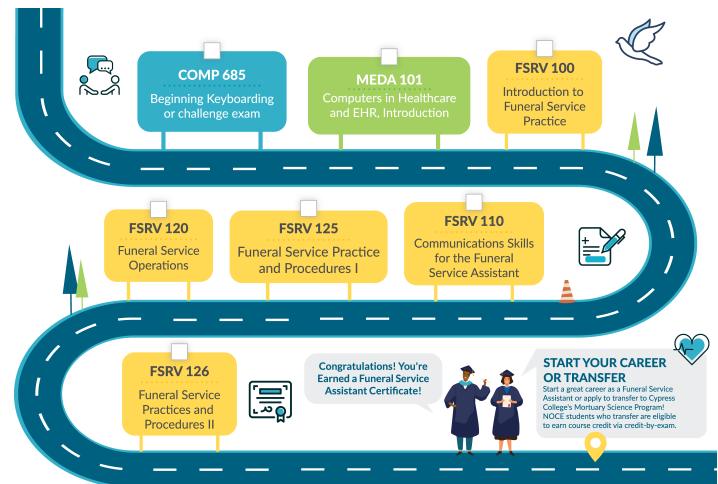 COMP 685
Beginning Keyboarding
or challenge exam
MEDA 101
Computers in Healthcare
and EHR, Introduction
FSRV 100
Introduction to
Funeral Service
Practice
FSRV 110
Communications Skills
for the Funeral
Service Assistant
FSRV 125
Funeral Service Practice
and Procedures I
FSRV 120
Funeral Service
Operations
FSRV 126
Funeral Service
Practices and
Procedures II
Congratulations! You're
Earned a Funeral Service
Assistant Certificate!
START YOUR CAREER
OR TRANSFER
Start a great career as a Funeral Service
Assistant or apply to transfer to Cypress
College's Mortuary Science Program!
NOCE students who transfer are eligible
to earn course credit via credit-by-exam.